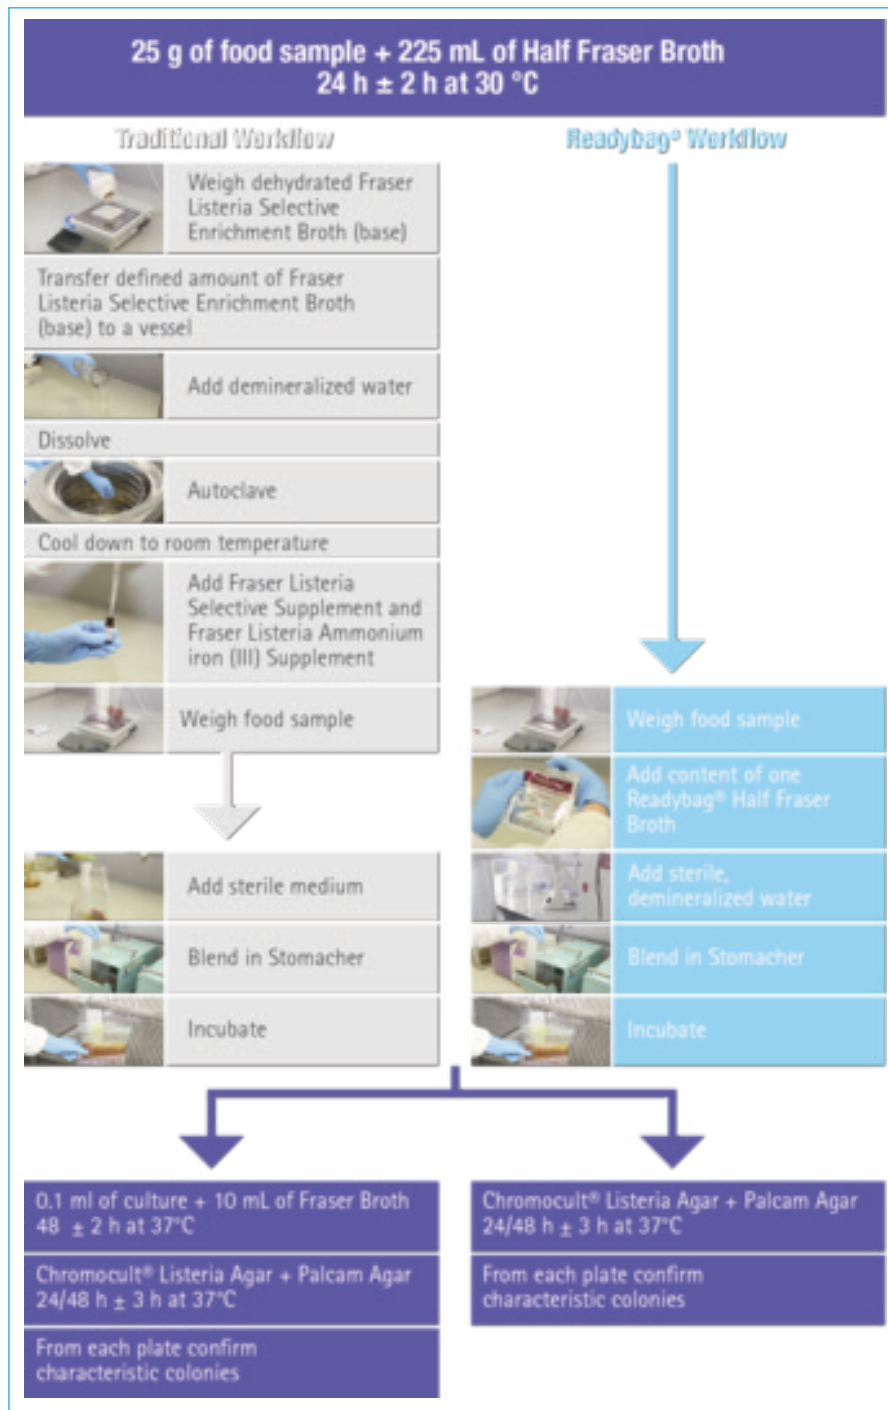 25 g of food sample + 225 mL of Half Fraser Broth
24 h ± 2 h at 30 °C
Traditional Workflow
Weigh dehydrated Fraser
Listeria Selective
Enrichment Broth (base)
Transfer defined amount of Fraser
Listeria Selective Enrichment Broth
(base) to a vessel
Add demineralized water
Dissolve
Autoclave
Cool down to room temperature
Add Fraser Listeria
Selective Supplement and
Fraser Listeria Ammonium
iron (III) Supplement
Weigh food sample
Add sterile medium
Blend in Stomacher
Incubate
Readybag® Workflow
Weigh food sample
Add content of one
Readybag® Half Fraser
Broth
Add sterile,
demineralized water
Blend in Stomacher
Incubate
0.1 ml of culture + 10 mL of Fraser Broth
48 ± 2 h at 37°C
Chromocult® Listeria Agar + Palcam Agar
24/48 h ± 3 h at 37°C
From each plate confirm
characteristic colonies
Chromocult® Listeria Agar + Palcam Agar
24/48 h ± 3 h at 37°C
From each plate confirm
characteristic colonies